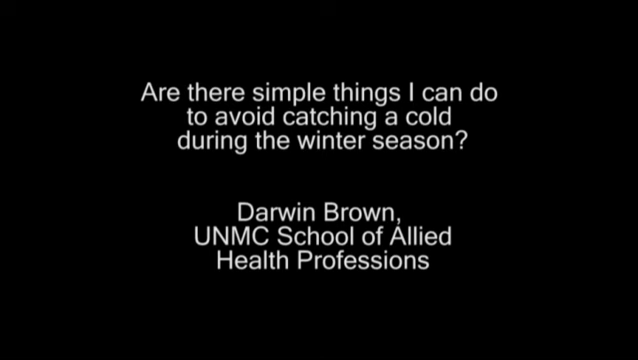 Are there simple things I can do
to avoid catching a cold
during the winter season?
Darwin Brown,
UNMC School of Allied
Health Professions